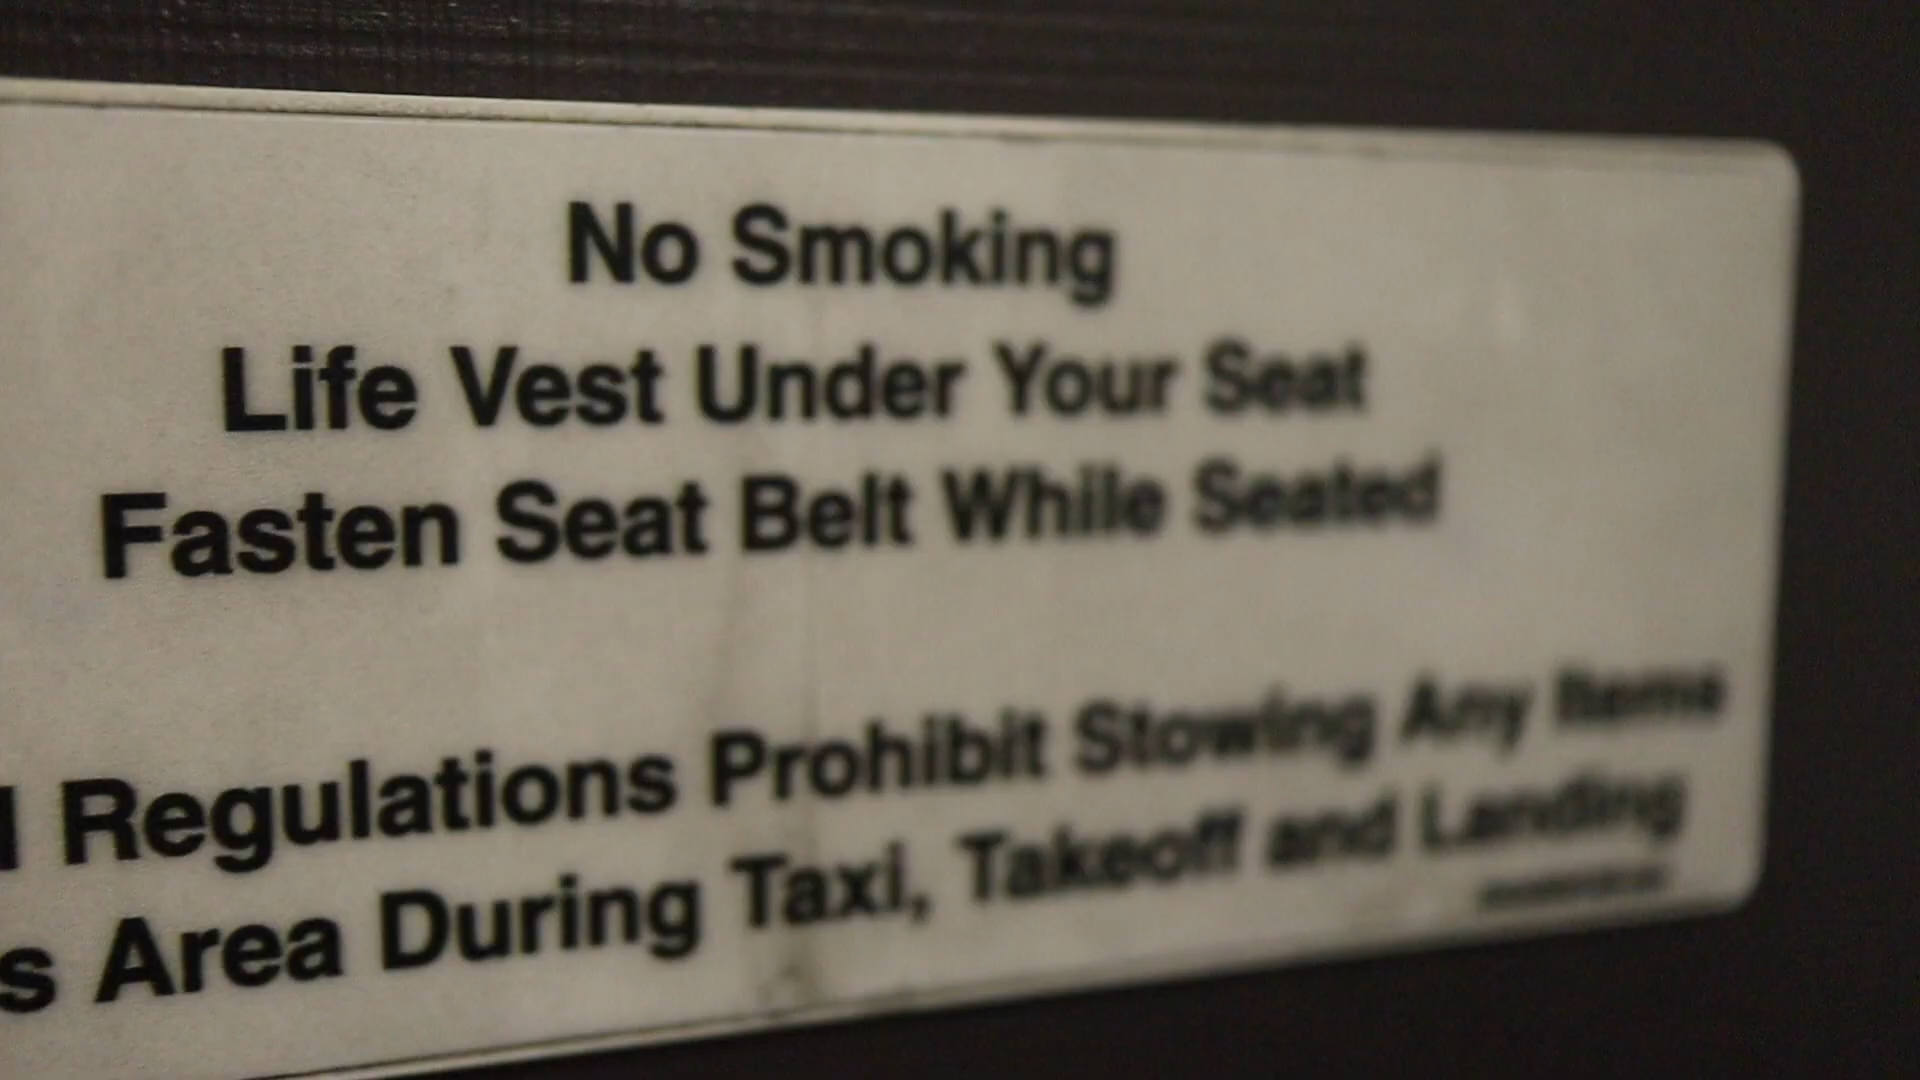 No Smoking
Life Vest Under Your Seat
Fasten Seat Belt While Seated
l Regulations Prohibit Stowing Any Items
s Area During Taxi, Takeoff and Landing